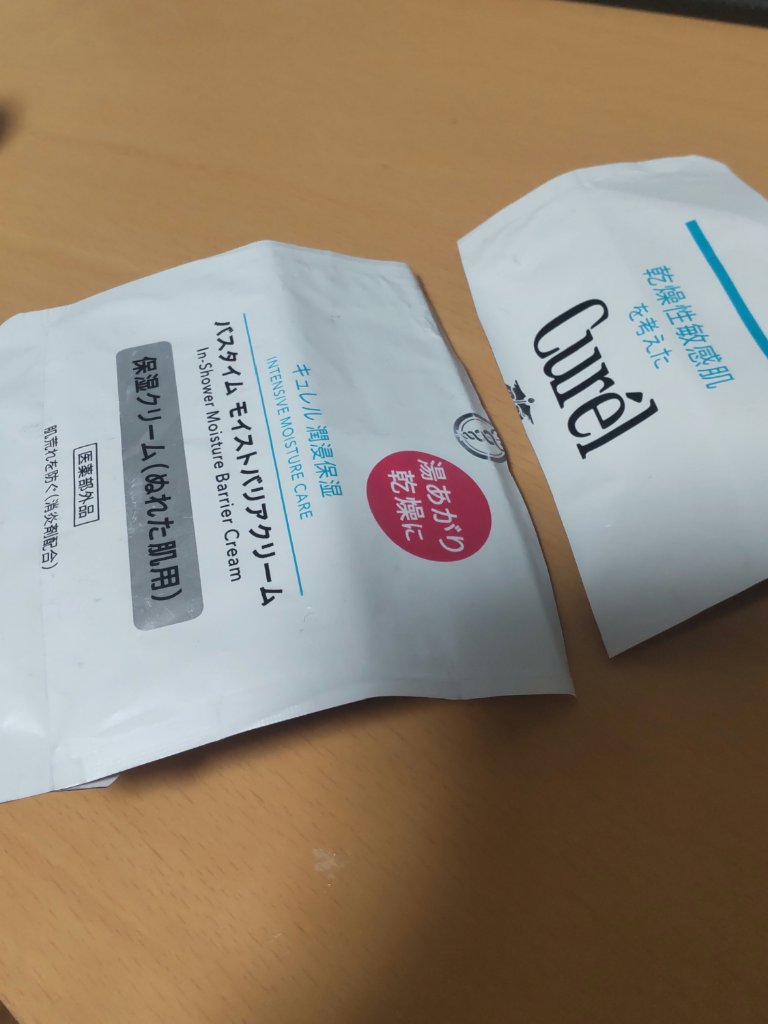 乾燥性敏感肌
を考えた
Curél
湯あがり
乾燥に
キュレル 潤浸保湿
INTENSIVE MOISTURE CARE
バスタイム モイストバリアクリーム
In-Shower Moisture Barrier Cream
保湿クリーム(ぬれた肌用)
医薬部外品
肌荒れを防ぐ(消炎剤配合)